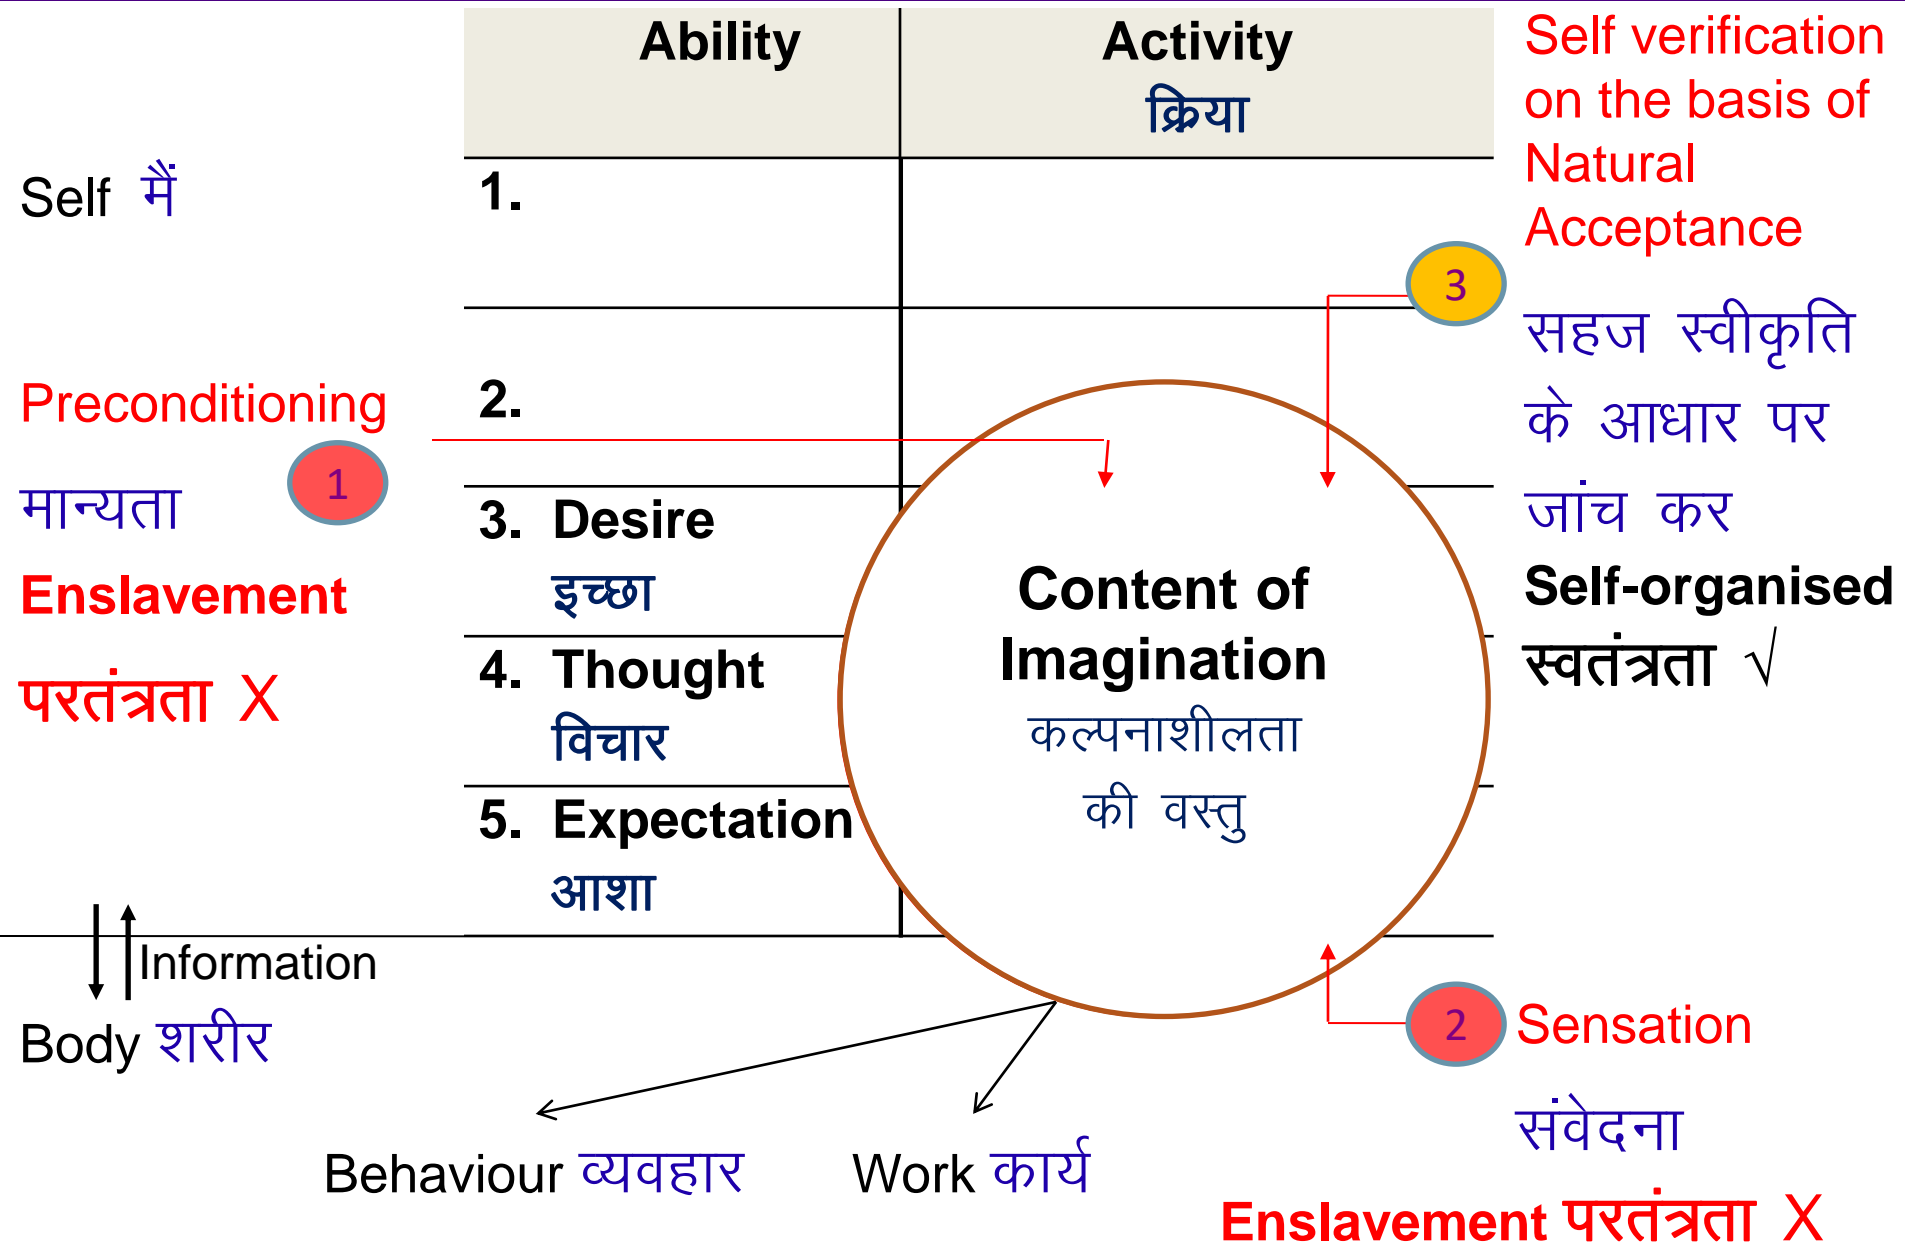 Ability
Activity
क्रिया
Self मैं
1.
2.
Preconditioning
1
मान्यता
Enslavement
परतंत्रता X
3. Desire
इच्छा
4. Thought
विचार
5. Expectation
आशा
Content of
Imagination
कल्पनाशीलता
की वस्तु
Self verification
on the basis of
Natural
Acceptance
3
सहज स्वीकृति
के आधार पर
जांच कर
Self-organised
स्वतंत्रता √
Information
Body शरीर
Behaviour व्यवहार
Work कार्य
2 Sensation
संवेदना
Enslavement परतंत्रता X